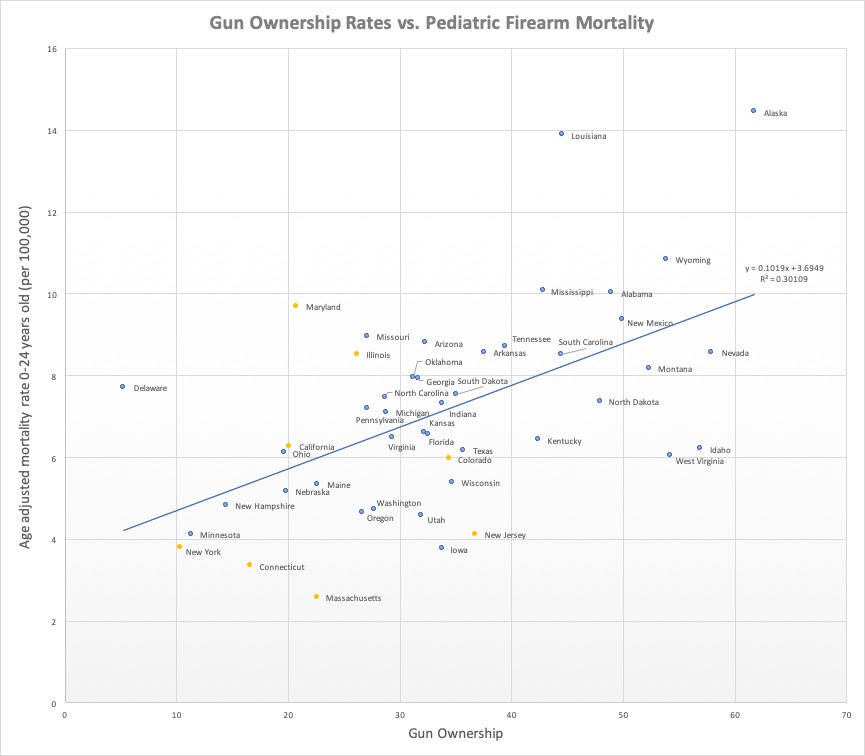 Gun Ownership Rates vs. Pediatric Firearm Mortality
16
Alaska
14
Louisiana
12
Wyoming
y = 0.1019x + 3.6949
R² = 0.30109
10
Mississippi
Alabama
Maryland
New Mexico
Missouri
Arizona
Tennessee
South Carolina
Illinois
Arkansas
Nevada
Oklahoma
Montana
8
Delaware
Georgia
South Dakota
North Carolina
North Dakota
Michigan
Indiana
Pennsylvania
Kansas
Florida
Kentucky
California
Virginia
Ohio
Texas
Idaho
6
Colorado
West Virginia
Maine
Wisconsin
Nebraska
New Hampshire
Washington
Oregon
Utah
Minnesota
New Jersey
4
New York
Iowa
Connecticut
Massachusetts
2
0
0
10
20
30
40
50
60
70
Gun Ownership
Age adjusted mortality rate 0-24 years old (per 100,000)